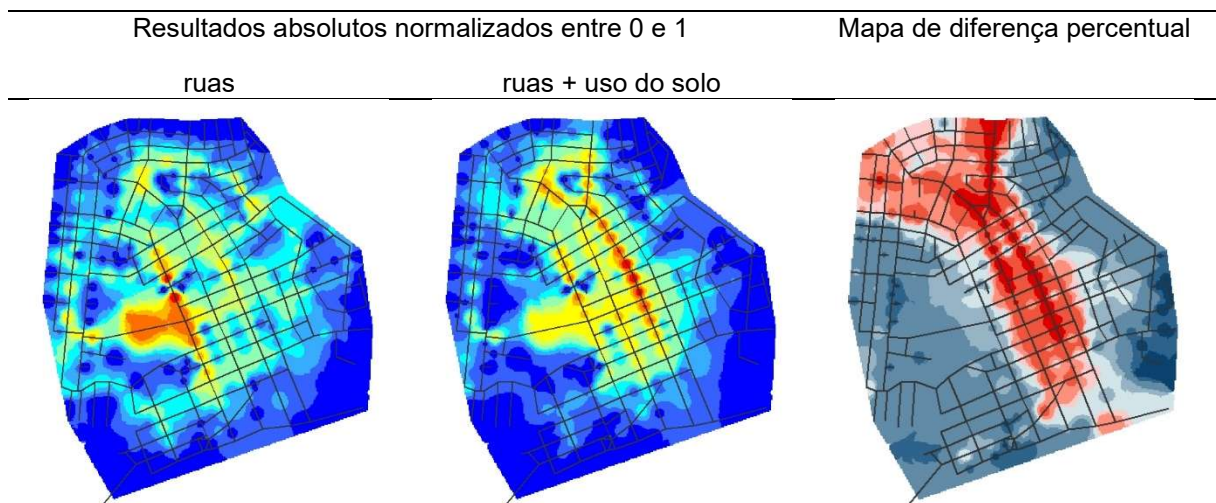 Resultados absolutos normalizados entre 0 e 1
Mapa de diferença percentual
ruas
ruas + uso do solo